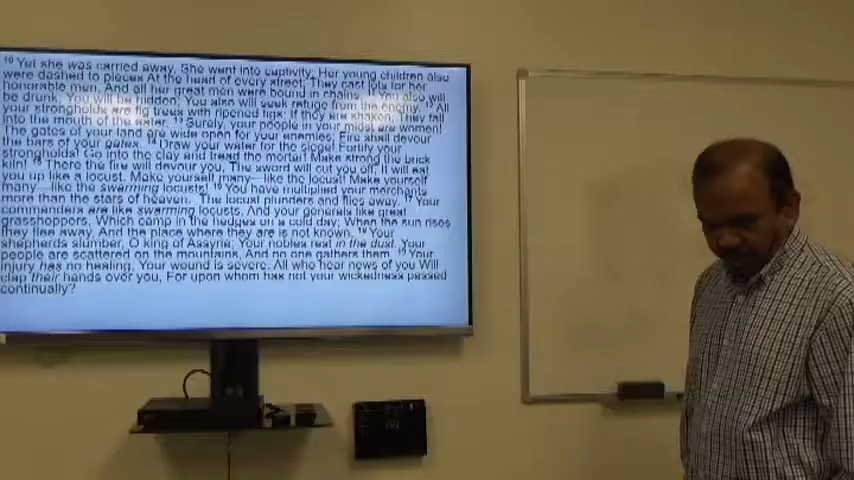 10 Yet she was carried away, She went into captivity; Her young children also
were dashed to pieces At the head of every street; They cast lots for her
honorable men, And all her great men were bound in chains. 11 You also will
be drunk; You will be hidden; You also will seek refuge from the enemy. 12 All
your strongholds are fig trees with ripened figs: If they are shaken, They fall
into the mouth of the eater. 13 Surely, your people in your midst are women!
The gates of your land are wide open for your enemies; Fire shall devour
the bars of your gates. 14 Draw your water for the siege! Fortify your
strongholds! Go into the clay and tread the mortar! Make strong the brick
kiln! 15 There the fire will devour you, The sword will cut you off; It will eat
you up like a locust. Make yourself many—like the locust! Make yourself
many—like the swarming locusts! 16 You have multiplied your merchants
more than the stars of heaven. The locust plunders and flies away. 17 Your
commanders are like swarming locusts, And your generals like great
grasshoppers, Which camp in the hedges on a cold day; When the sun rises
they flee away, And the place where they are is not known. 18 Your
shepherds slumber, O king of Assyria; Your nobles rest in the dust. Your
people are scattered on the mountains, And no one gathers them. 19 Your
injury has no healing, Your wound is severe. All who hear news of you Will
clap their hands over you, For upon whom has not your wickedness passed
continually?